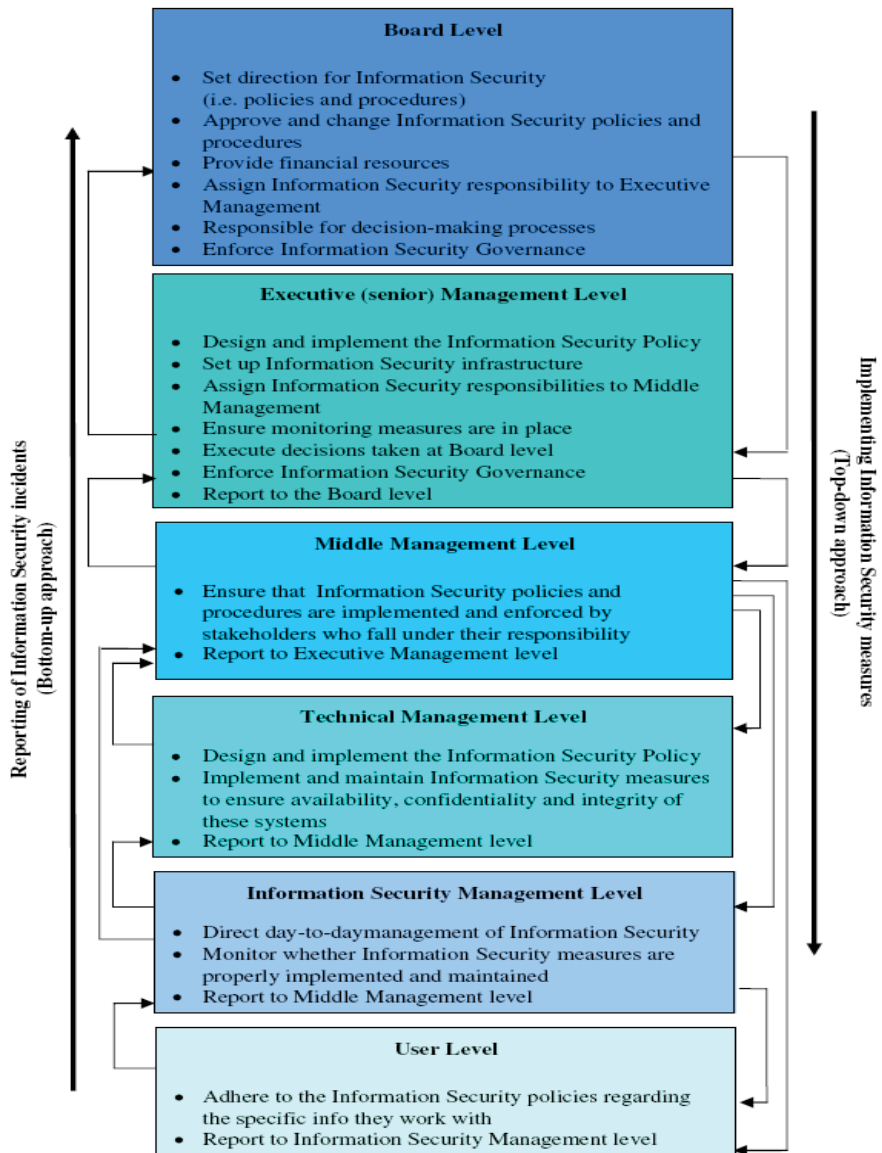 Board Level
• Set direction for Information Security
(i.e. policies and procedures)
• Approve and change Information Security policies and
procedures
• Provide financial resources
• Assign Information Security responsibility to Executive
Management
• Responsible for decision-making processes
• Enforce Information Security Governance
Executive (senior) Management Level
• Design and implement the Information Security Policy
• Set up Information Security infrastructure
• Assign Information Security responsibilities to Middle
Management
• Ensure monitoring measures are in place
• Execute decisions taken at Board level
• Enforce Information Security Governance
• Report to the Board level
Middle Management Level
• Ensure that Information Security policies and
procedures are implemented and enforced by
stakeholders who fall under their responsibility
• Report to Executive Management level
Technical Management Level
• Design and implement the Information Security Policy
• Implement and maintain Information Security measures
to ensure availability, confidentiality and integrity of
these systems
• Report to Middle Management level
Information Security Management Level
• Direct day-to-daymanagement of Information Security
• Monitor whether Information Security measures are
properly implemented and maintained
• Report to Middle Management level
User Level
• Adhere to the Information Security policies regarding
the specific info they work with
• Report to Information Security Management level
Reporting of Information Security incidents
(Bottom-up approach)
Implementing Information Security measures
(Top-down approach)